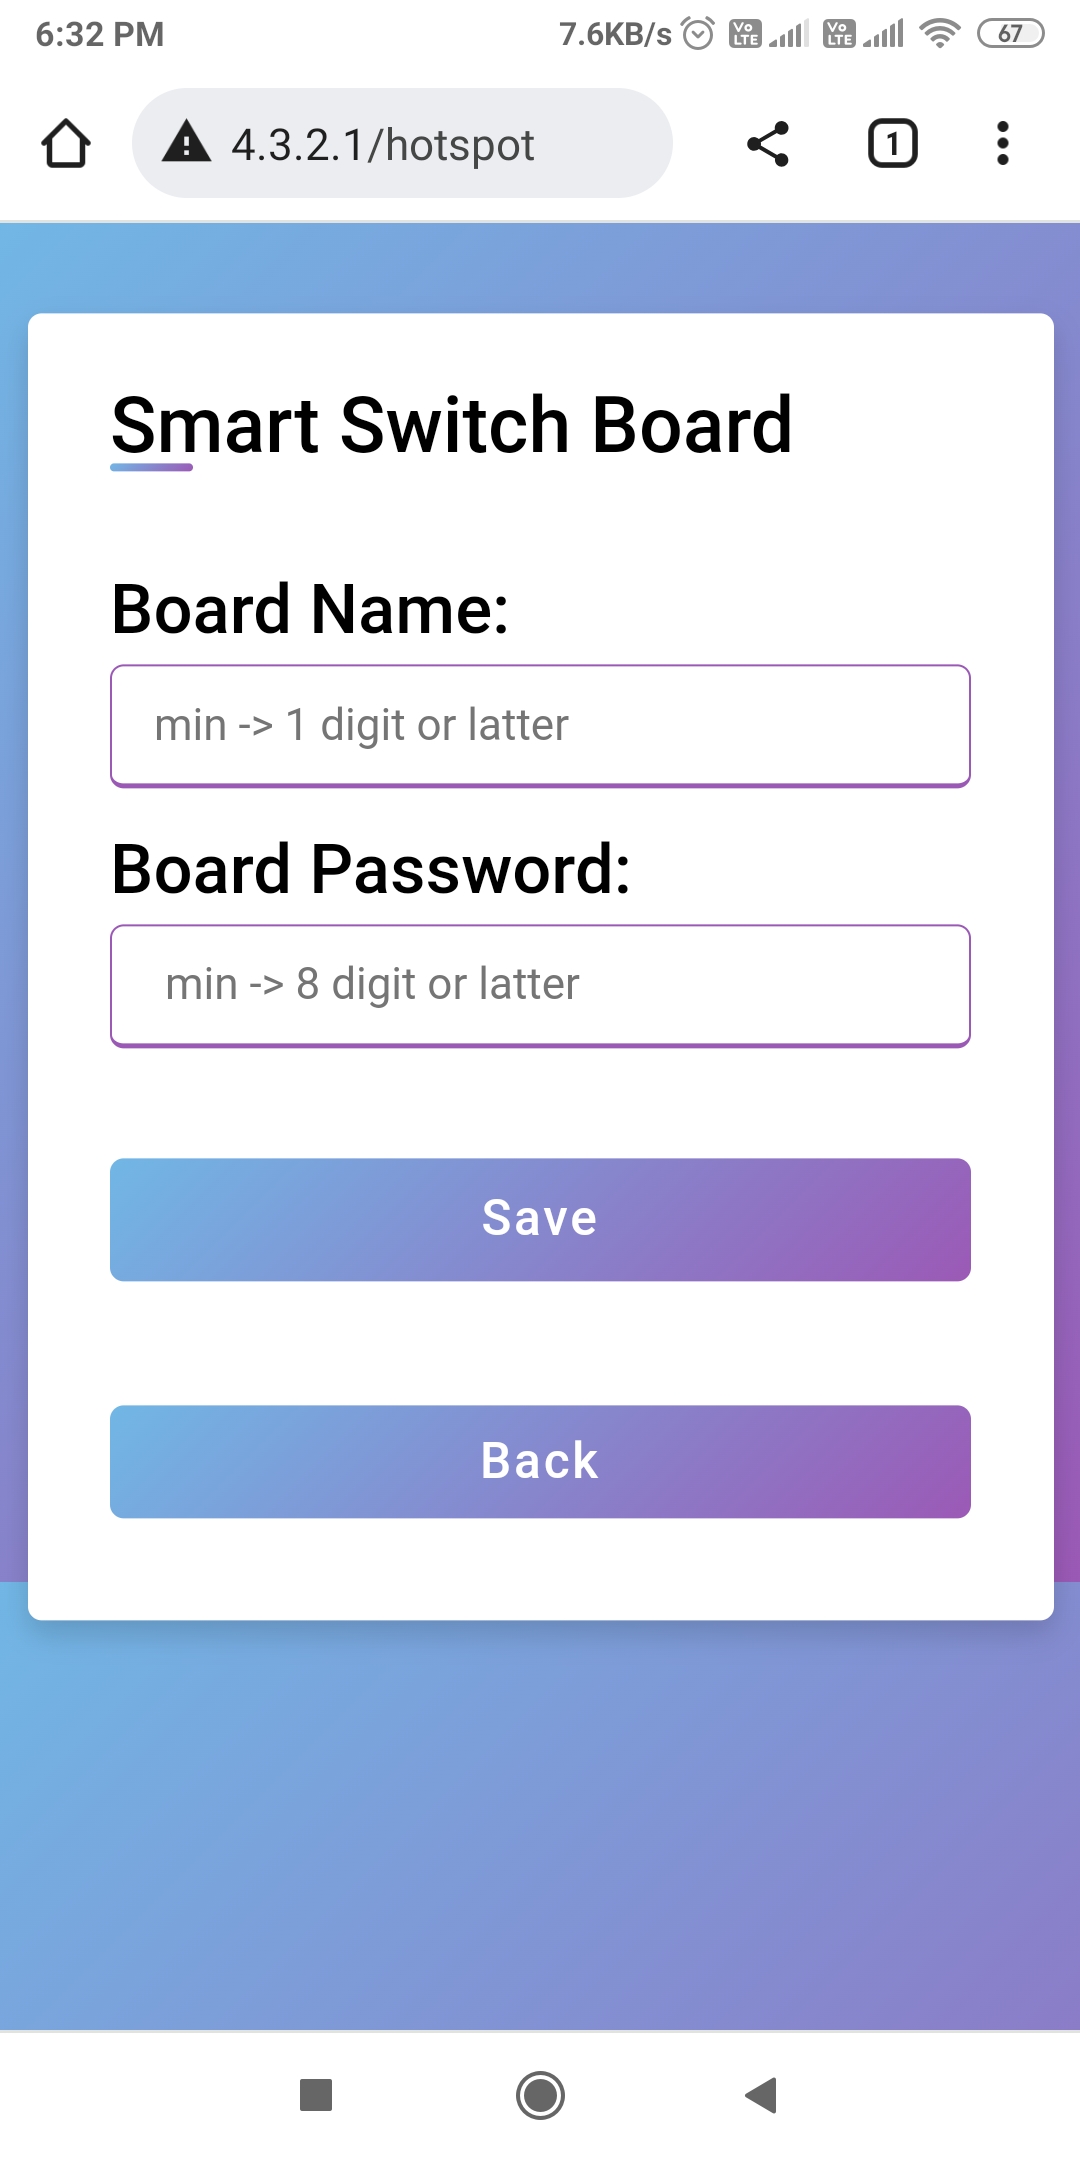 6:32 PM 7.6KB/s Vo LTE Vo LTE 67
4.3.2.1/hotspot 1
Smart Switch Board
Board Name:
min -> 1 digit or latter
Board Password:
min -> 8 digit or latter
Save
Back